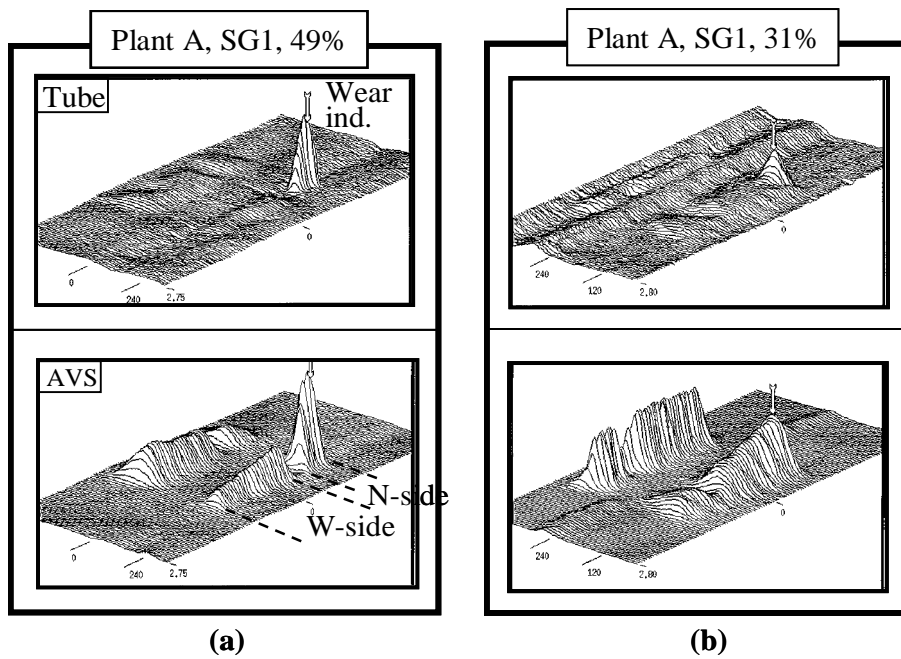 Plant A, SG1, 49%
Tube
Wear
ind.
0
0
240
2.75
AVS
N-side
0
W-side
0
240
2.75
(a)
Plant A, SG1, 31%
0
240
120
2.80
0
240
120
2.80
(b)